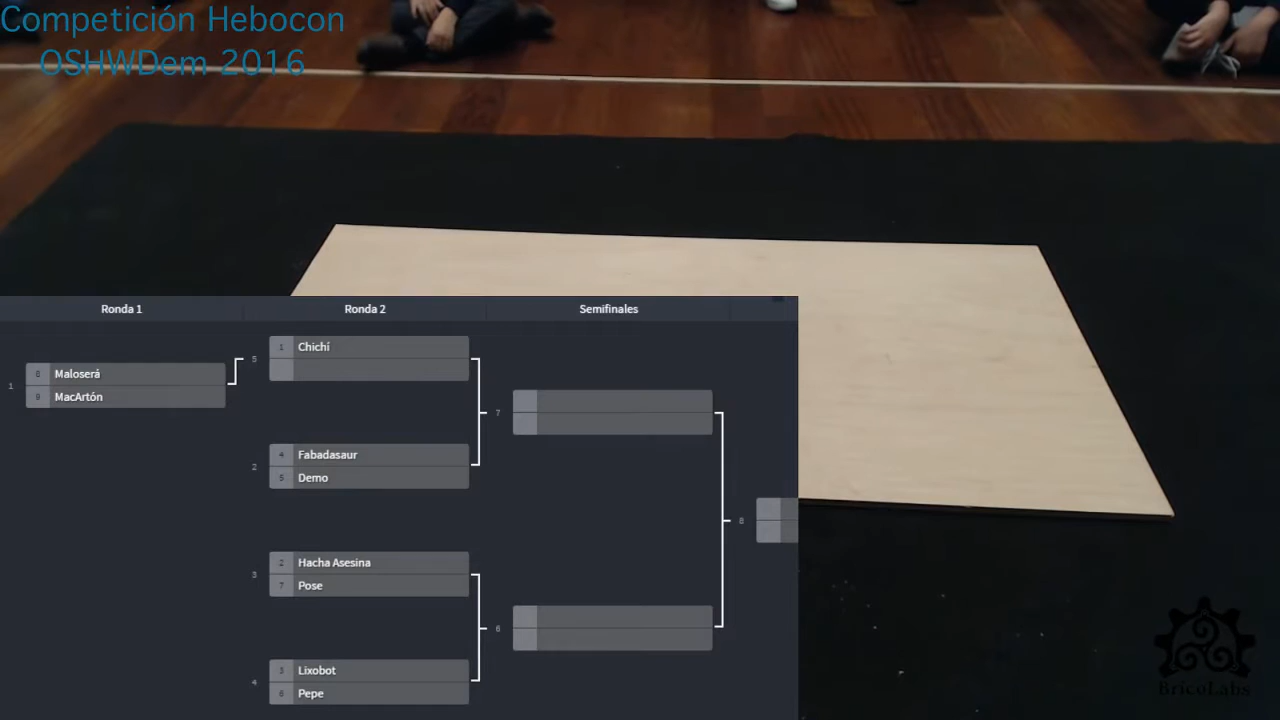 Competición Hebocon
OSHWDem 2016
Ronda 1
Ronda 2
Semifinales
1
8 Maloserá
9 MacArtón
5
1 Chichí
2
4 Fabadasaur
5 Demo
3
2 Hacha Asesina
7 Pose
4
3 Lixobot
6 Pepe
7
6
8
BricoLabs